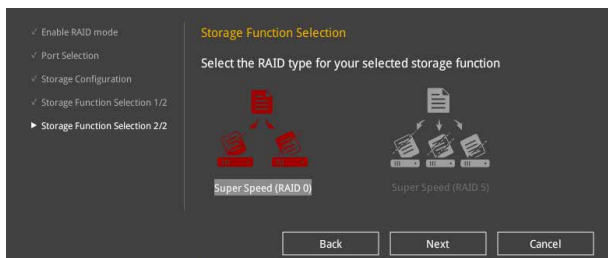 ✓ Enable RAID mode
✓ Port Selection
✓ Storage Configuration
✓ Storage Function Selection 1/2
▶ Storage Function Selection 2/2
Storage Function Selection
Select the RAID type for your selected storage function
Super Speed (RAID 0)
Super Speed (RAID 5)
Back
Next
Cancel